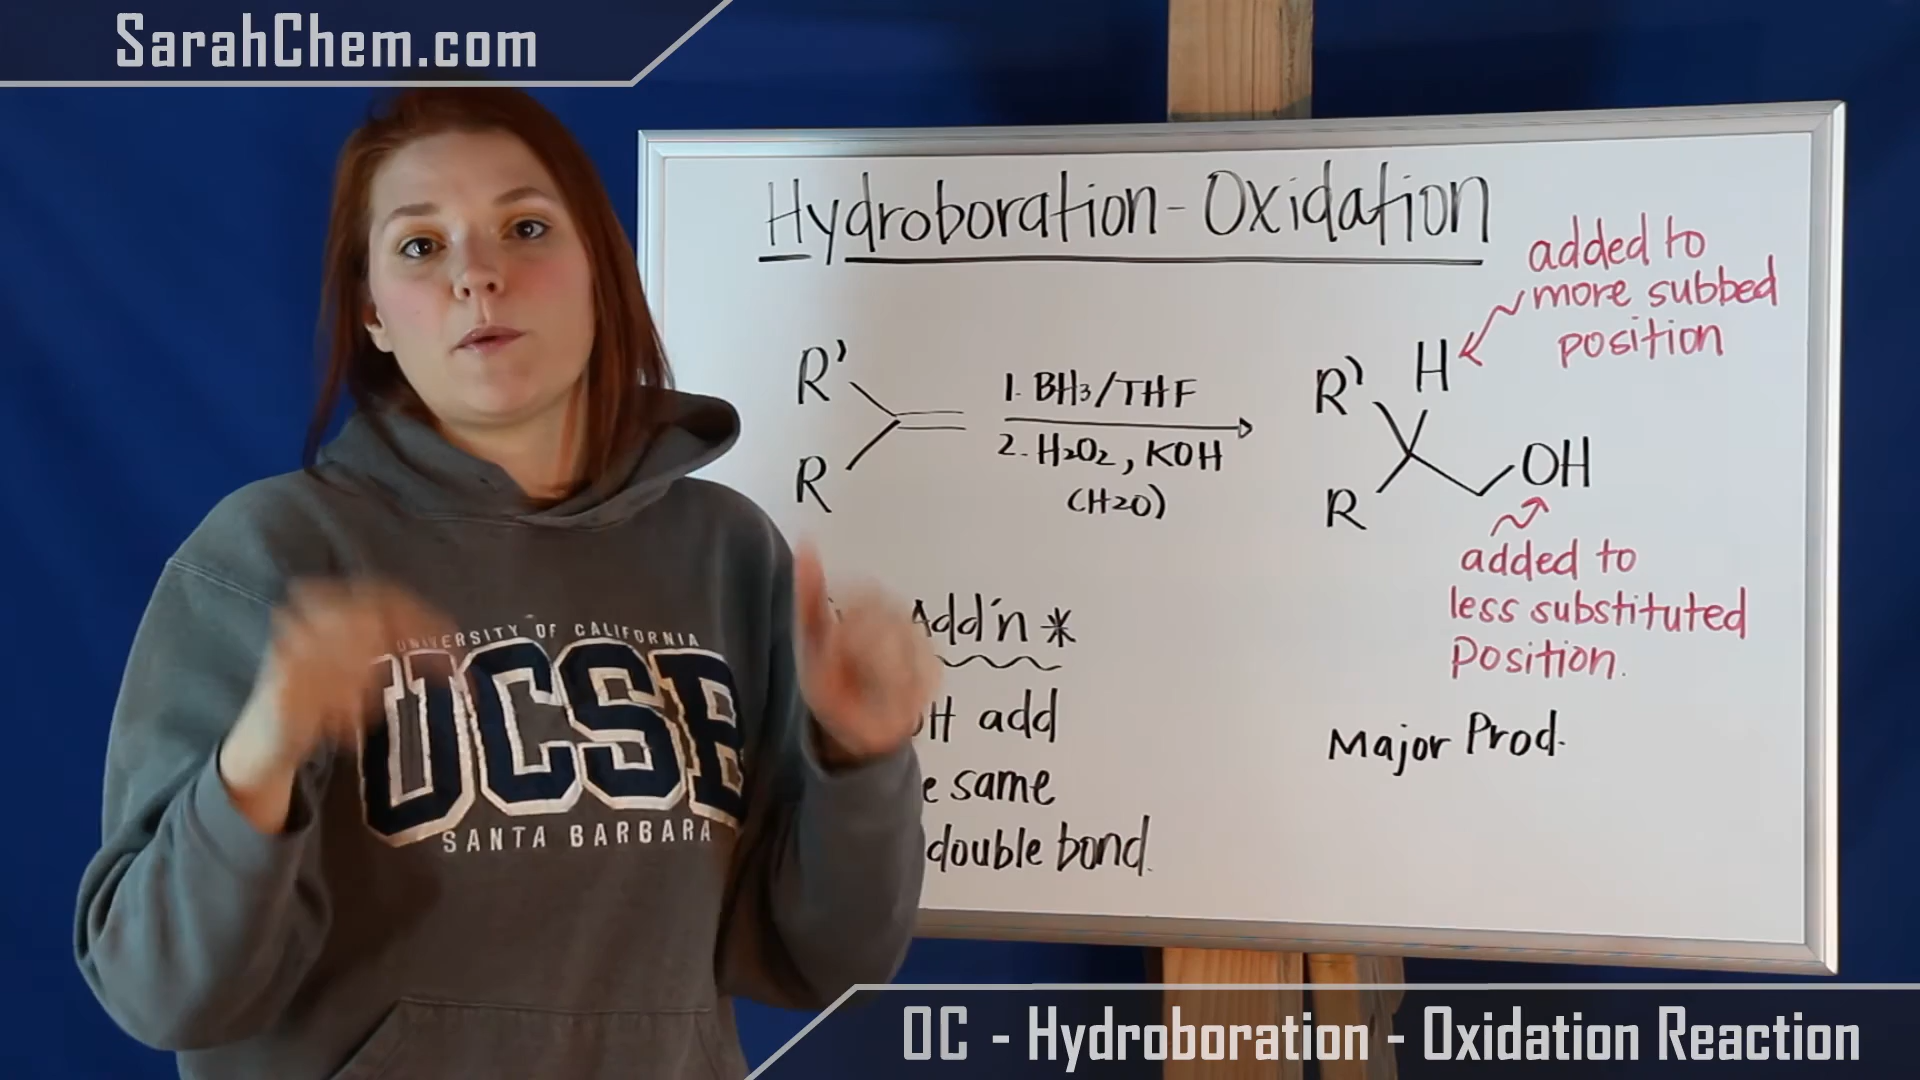 SarahChem.com
Hydroboration-Oxidation
added to
more subbed
position
R' H
R'
1. BH3/THF
2. H2O2, KOH
(H2O)
R
OH
R
added to
less substituted
Position.
Add'n *
add
same
double bond.
Major Prod.
UNIVERSITY OF CALIFORNIA
UCSB
SANTA BARBARA
OC - Hydroboration - Oxidation Reaction